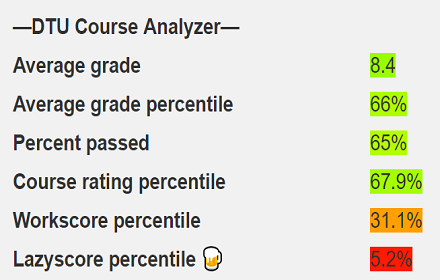 —DTU Course Analyzer—
Average grade 8.4
Average grade percentile 66%
Percent passed 65%
Course rating percentile 67.9%
Workscore percentile 31.1%
Lazyscore percentile 🍺 5.2%